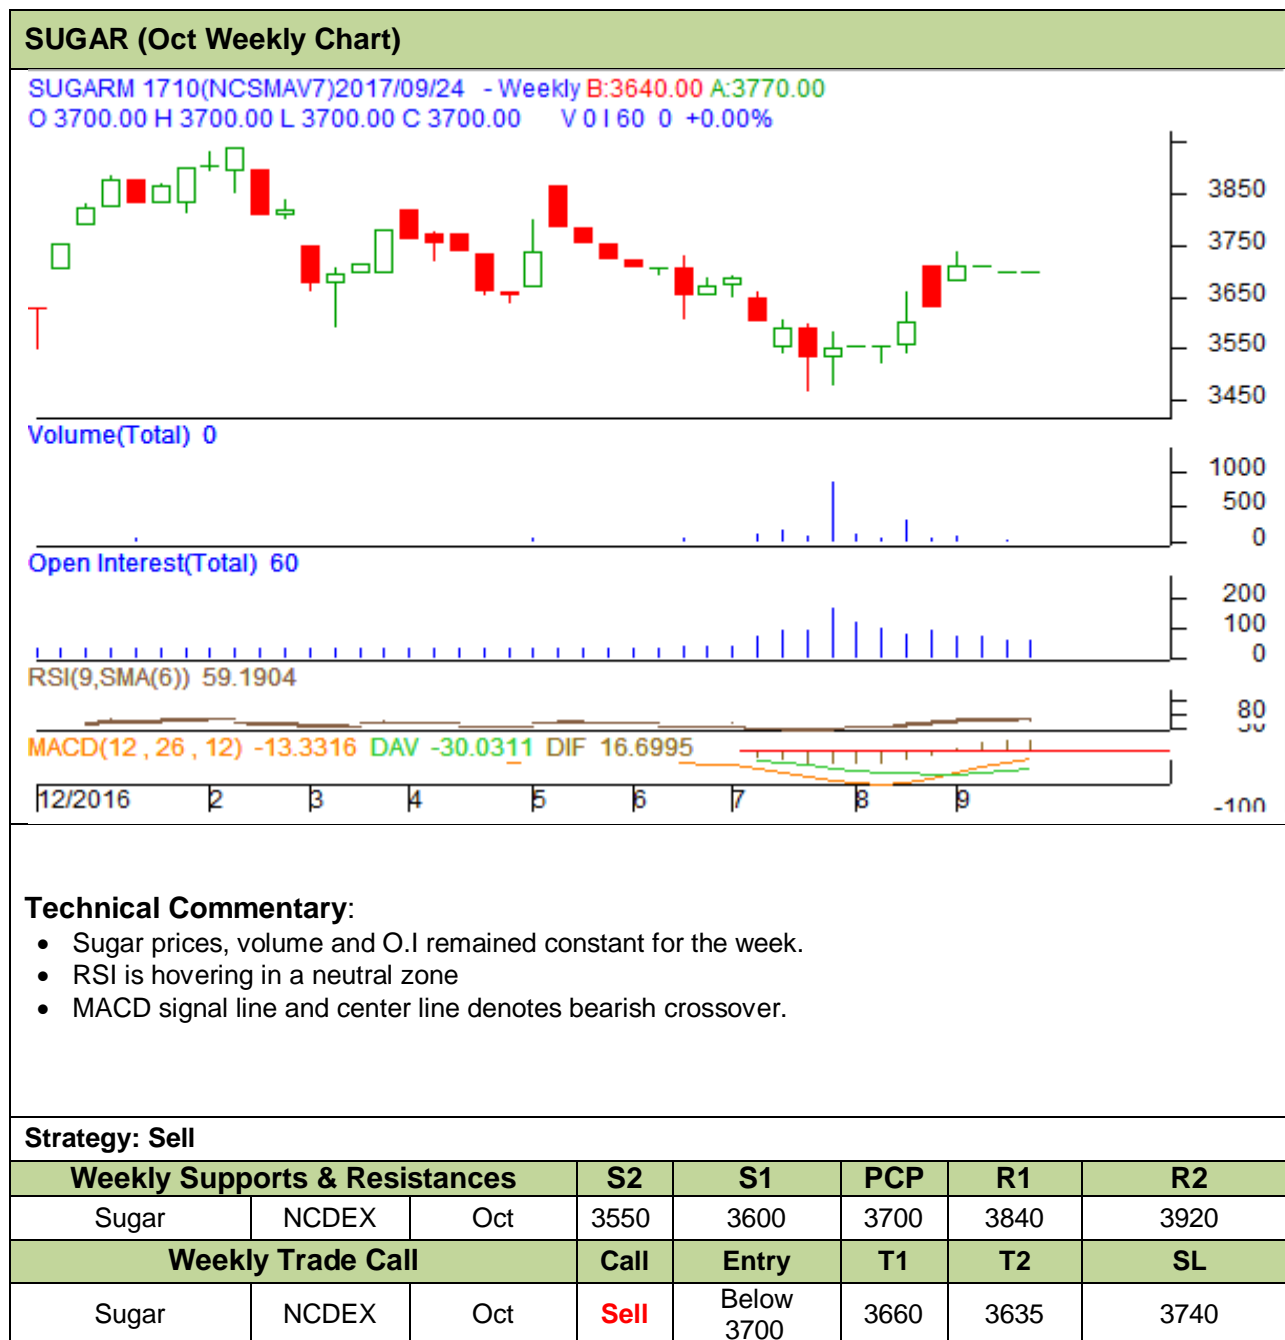 SUGAR (Oct Weekly Chart)
SUGARM 1710(NCSMAV7)2017/09/24 - Weekly B:3640.00 A:3770.00
O 3700.00 H 3700.00 L 3700.00 C 3700.00 V 0 I 60 0 +0.00%
3850
3750
3650
3550
3450
Volume(Total) 0
1000
500
0
Open Interest(Total) 60
200
100
0
RSI(9,SMA(6)) 59.1904
80
MACD(12 , 26 , 12) -13.3316 DAV -30.0311 DIF 16.6995
-100
12/2016 2 3 4 5 6 7 8 9
Technical Commentary:
• Sugar prices, volume and O.I remained constant for the week.
• RSI is hovering in a neutral zone
• MACD signal line and center line denotes bearish crossover.
Strategy: Sell
Weekly Supports & Resistances S2 S1 PCP R1 R2
Sugar NCDEX Oct 3550 3600 3700 3840 3920
Weekly Trade Call Call Entry T1 T2 SL
Sugar NCDEX Oct Sell Below 3700 3660 3635 3740